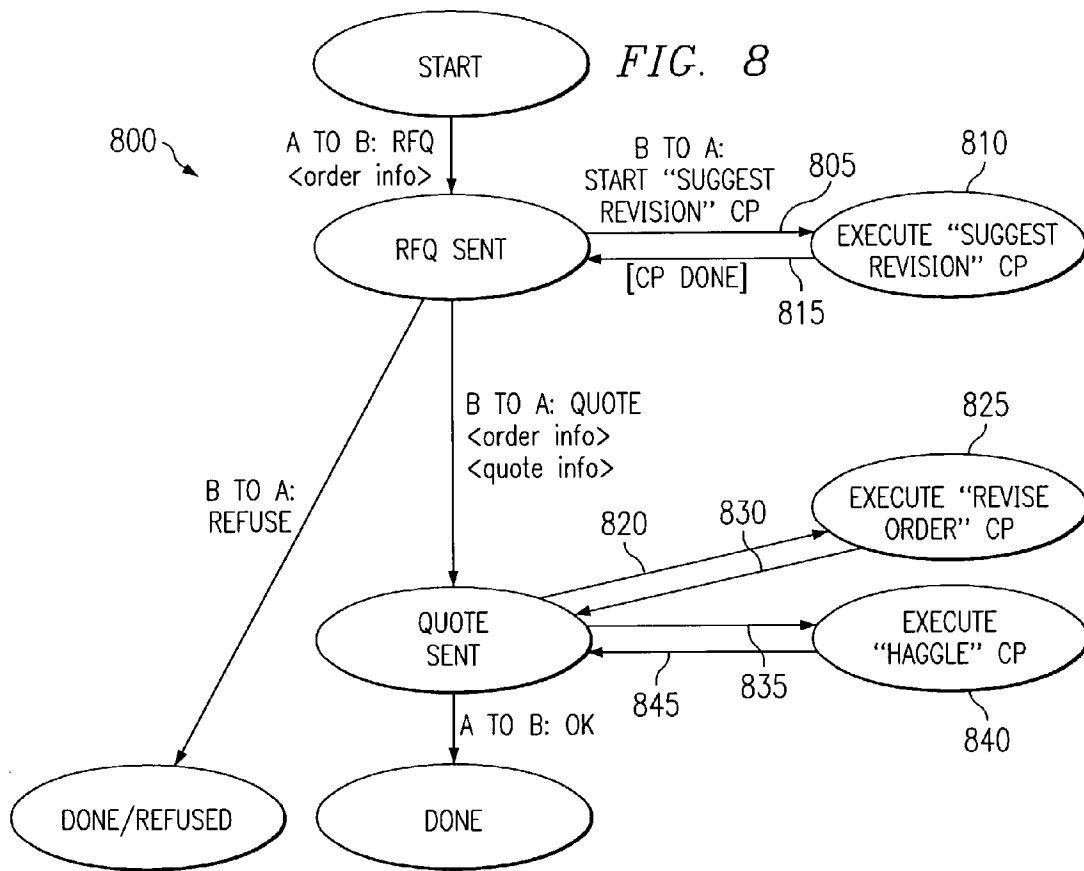 START
FIG. 8
800
A TO B: RFQ
<order info>
B TO A:
START “SUGGEST
REVISION” CP
805
810
RFQ SENT
EXECUTE “SUGGEST
REVISION” CP
[CP DONE]
815
B TO A: QUOTE
<order info>
<quote info>
B TO A:
REFUSE
825
820
830
EXECUTE “REVISE
ORDER” CP
QUOTE
SENT
EXECUTE
“HAGGLE” CP
845
835
840
A TO B: OK
DONE/REFUSED
DONE